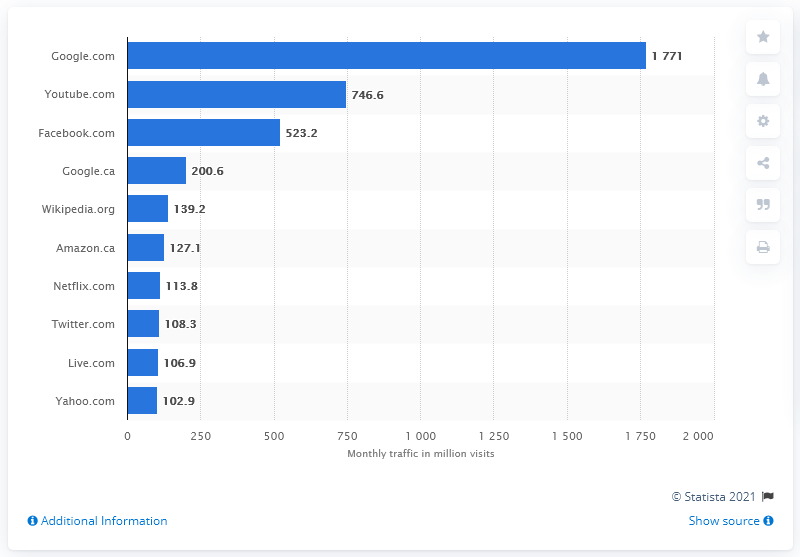 Google.com 1 771
Youtube.com 746.6
Facebook.com 523.2
Google.ca 200.6
Wikipedia.org 139.2
Amazon.ca 127.1
Netflix.com 113.8
Twitter.com 108.3
Live.com 106.9
Yahoo.com 102.9
0 250 500 750 1 000 1 250 1 500 1 750 2 000
Monthly traffic in million visits
© Statista 2021
Additional Information Show source